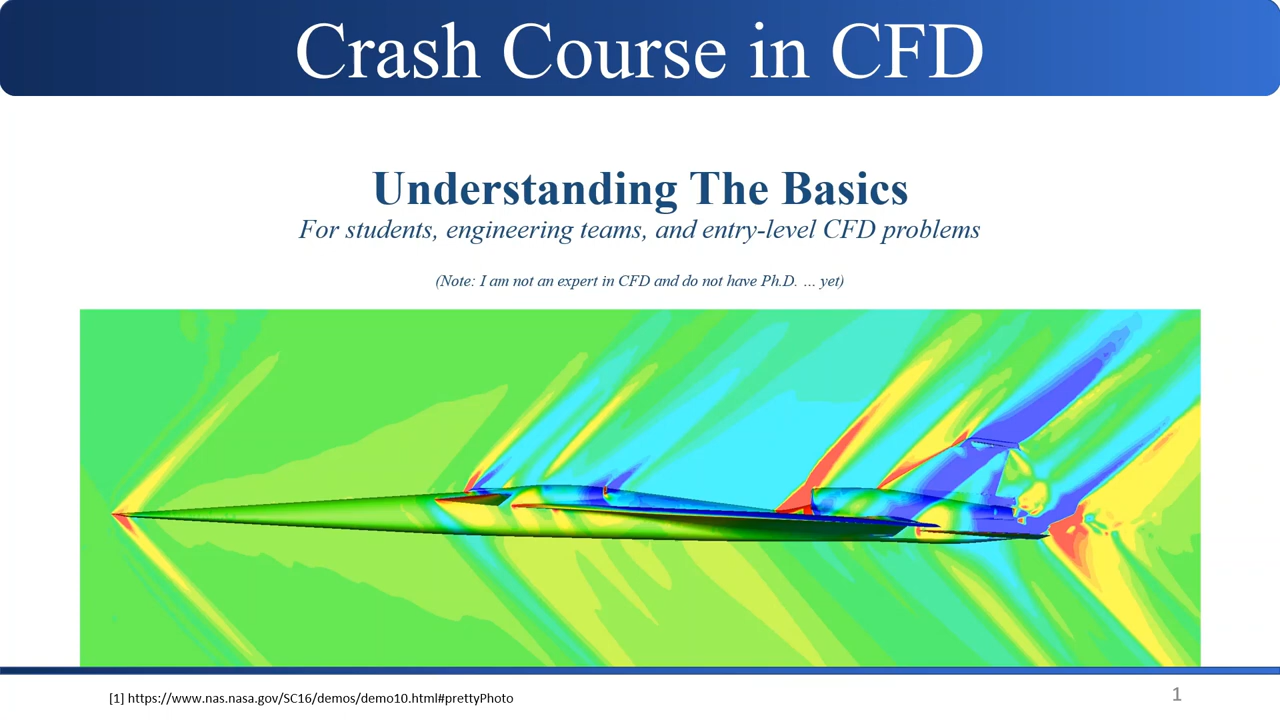 Crash Course in CFD
Understanding The Basics
For students, engineering teams, and entry-level CFD problems
(Note: I am not an expert in CFD and do not have Ph.D. ... yet)
[1] https://www.nas.nasa.gov/SC16/demos/demo10.html#prettyPhoto
1